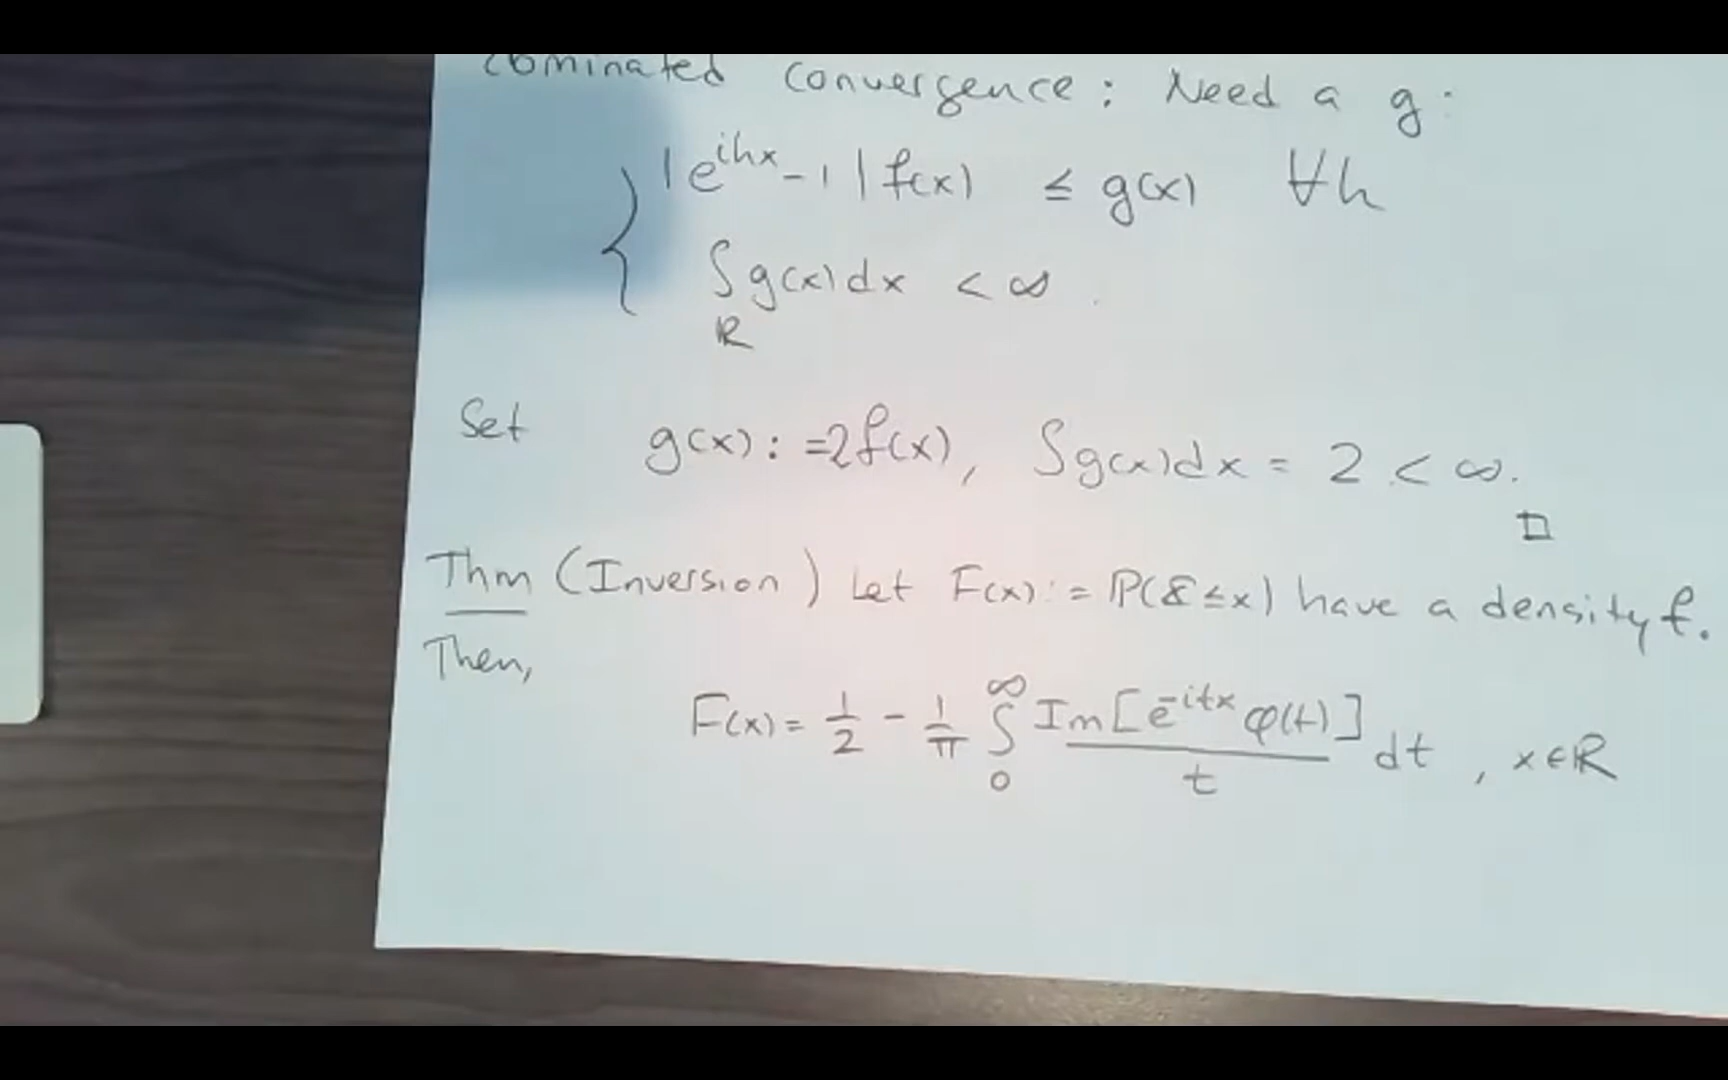 Dominated convergence: Need a g:
|e^{ihx} - 1| f(x) ≤ g(x) ∀h
∫_ℝ g(x)dx < ∞.
Set g(x) := 2f(x), ∫g(x)dx = 2 < ∞.
□
Thm (Inversion) Let F(x) := ℙ(ξ ≤ x) have a density f.
Then,
F(x) = 1/2 - 1/π ∫_0^∞ Im[e^{-itx} φ(t)]/t dt, x ∈ ℝ